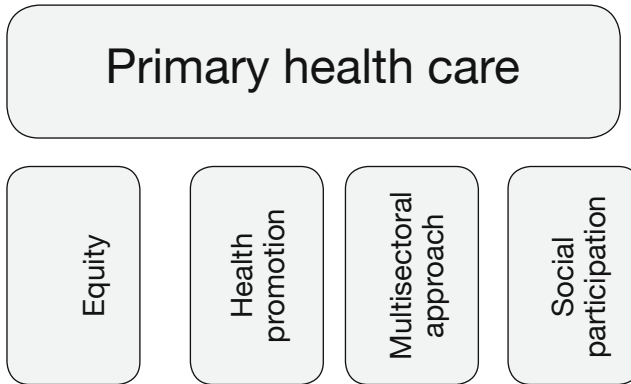 Primary health care
Equity
Health
promotion
Multisectoral
approach
Social
participation